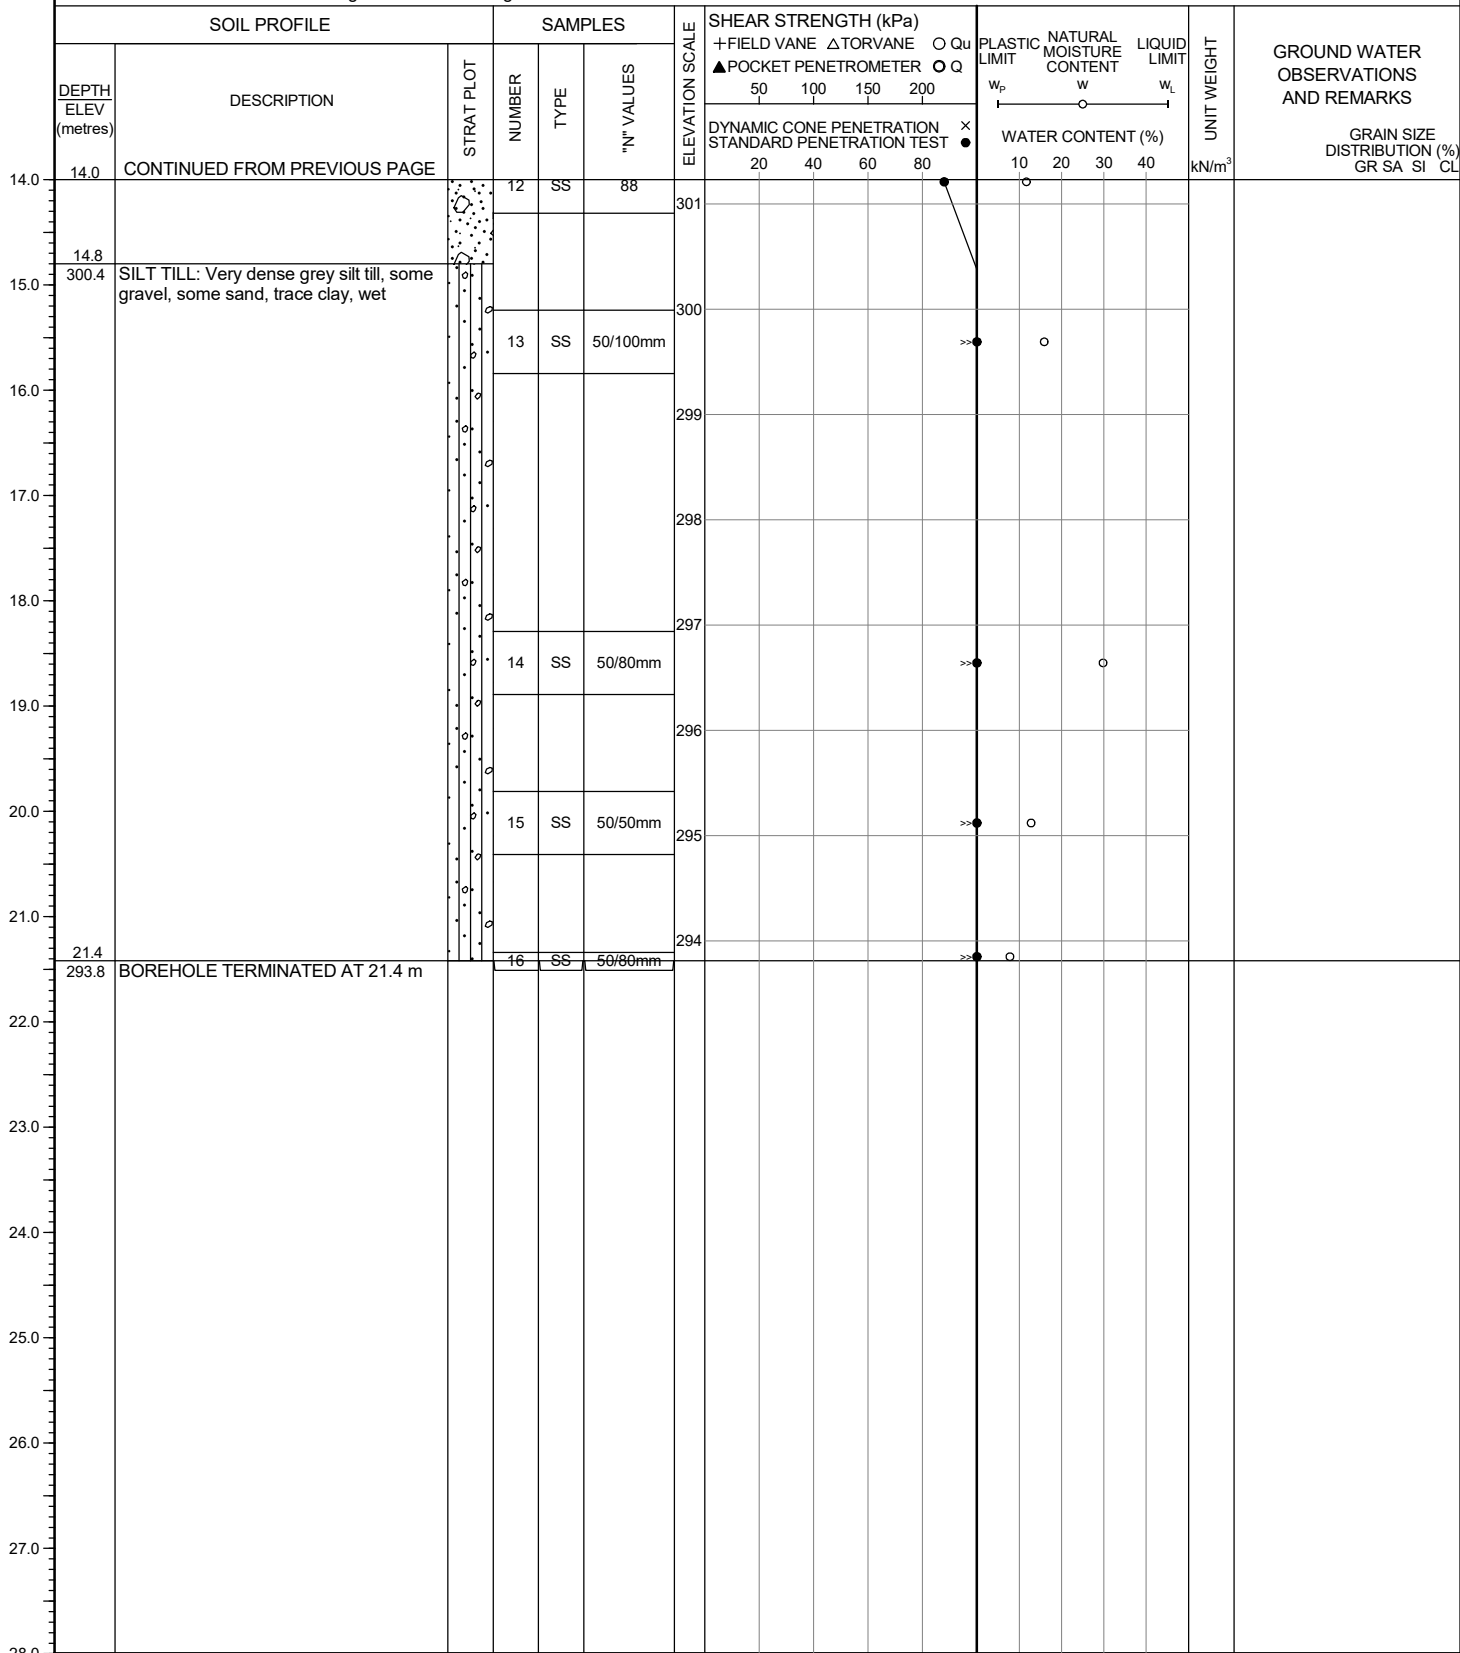 SOIL PROFILE
SAMPLES
DEPTH
ELEV
(metres)
DESCRIPTION
STRAT PLOT
NUMBER
TYPE
"N" VALUES
ELEVATION SCALE
SHEAR STRENGTH (kPa)
+FIELD VANE △TORVANE ○ Qu
▲POCKET PENETROMETER O Q
50 100 150 200
DYNAMIC CONE PENETRATION ×
STANDARD PENETRATION TEST ●
20 40 60 80
PLASTIC LIMIT
NATURAL MOISTURE CONTENT
LIQUID LIMIT
WP W WL
WATER CONTENT (%)
10 20 30 40
UNIT WEIGHT
kN/m³
GROUND WATER
OBSERVATIONS
AND REMARKS
GRAIN SIZE
DISTRIBUTION (%)
GR SA SI CL
14.0 14.0 CONTINUED FROM PREVIOUS PAGE
12 SS 88
301
14.8
300.4 SILT TILL: Very dense grey silt till, some
gravel, some sand, trace clay, wet
15.0
300
13 SS 50/100mm >>
16.0
299
17.0
298
18.0
297
14 SS 50/80mm >>
19.0
296
20.0
15 SS 50/50mm >>
295
21.0
294
21.4
16 SS 50/80mm >>
293.8 BOREHOLE TERMINATED AT 21.4 m
22.0
23.0
24.0
25.0
26.0
27.0
28.0